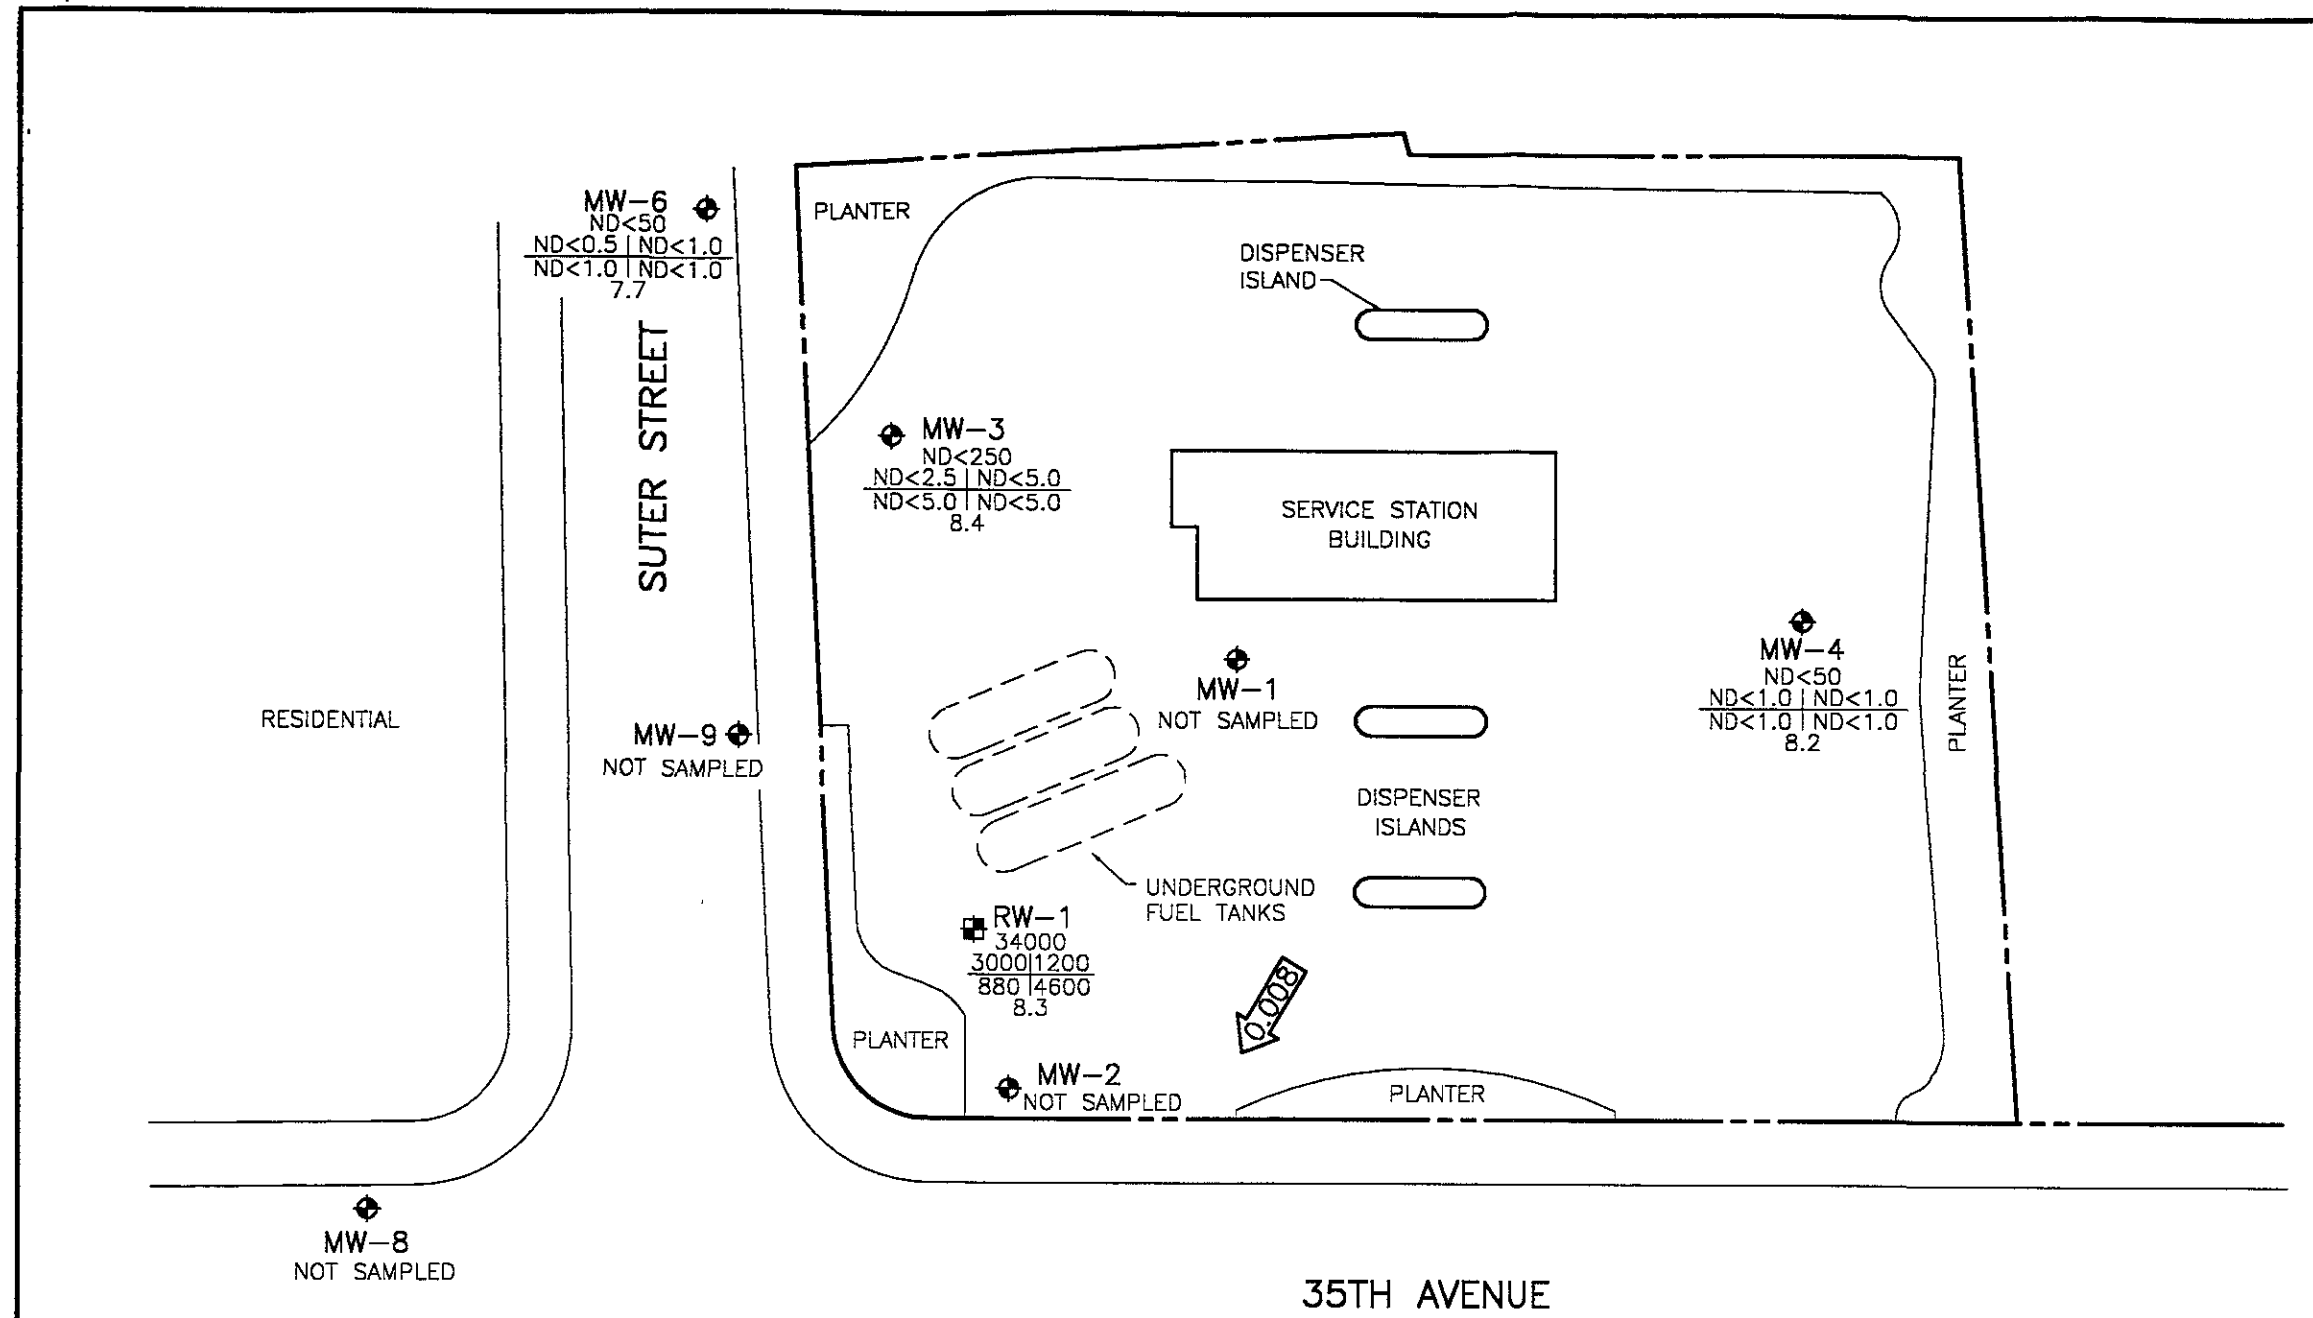 MW-6
ND<50
ND<0.5 | ND<1.0
ND<1.0 | ND<1.0
7.7
PLANTER
DISPENSER
ISLAND
SUTER STREET
MW-3
ND<250
ND<2.5 | ND<5.0
ND<5.0 | ND<5.0
8.4
SERVICE STATION
BUILDING
MW-4
ND<50
ND<1.0 | ND<1.0
ND<1.0 | ND<1.0
8.2
PLANTER
RESIDENTIAL
MW-9
NOT SAMPLED
MW-1
NOT SAMPLED
DISPENSER
ISLANDS
UNDERGROUND
FUEL TANKS
RW-1
34000
3000|1200
880|4600
8.3
0.008
PLANTER
MW-2
NOT SAMPLED
PLANTER
MW-8
NOT SAMPLED
35TH AVENUE